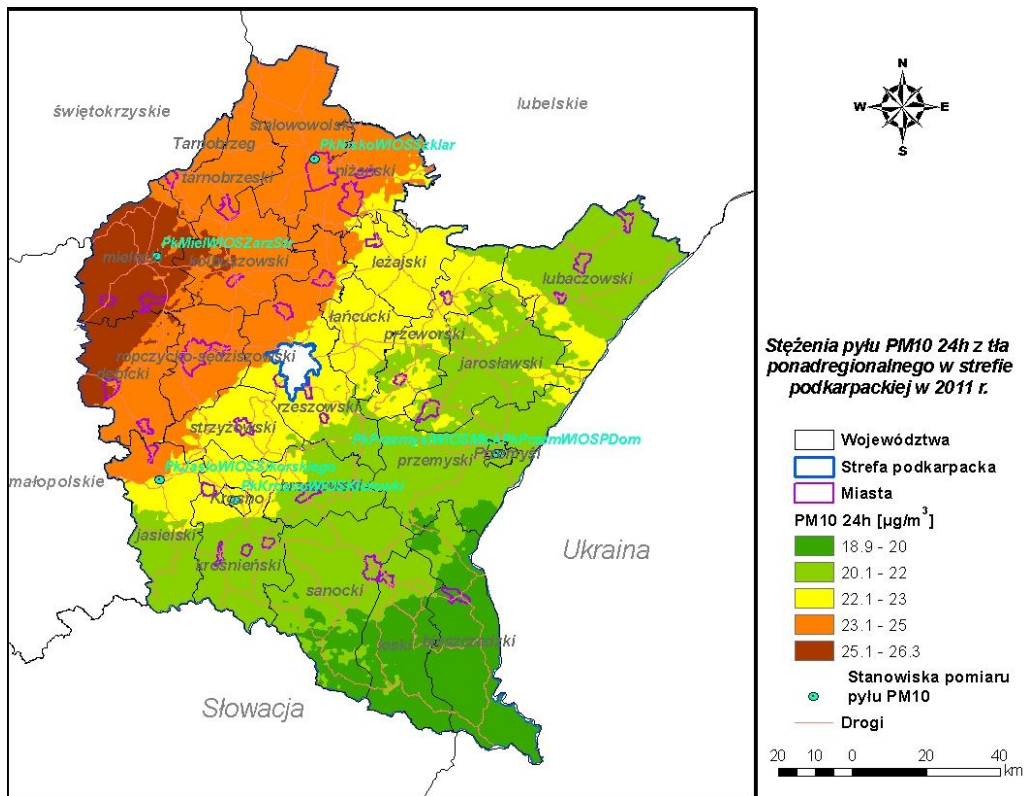 świętokrzyskie
lubelskie
N
W E
S
stalowowolski
Tarnobrzeg
PkNiskoWIOSSzklar
tarnobrzeski
niżański
PkMielWIOSZarzStr
mielecki
kolbuszowski
leżajski
lubaczowski
łańcucki
przeworski
ropczycko-sędziszowski
jarosławski
dębicki
rzeszowski
strzyżowski
przemyski
Przemyśl
małopolskie
Krosno
jasielski
krośnieński
sanocki
Ukraina
leski
bieszczadzki
Słowacja
Stężenia pyłu PM10 24h z tła
ponadregionalnego w strefie
podkarpackiej w 2011 r.
Województwa
Strefa podkarpacka
Miasta
PM10 24h [µg/m³]
18.9 - 20
20.1 - 22
22.1 - 23
23.1 - 25
25.1 - 26.3
Stanowiska pomiaru
pyłu PM10
Drogi
20 10 0 20 40
km